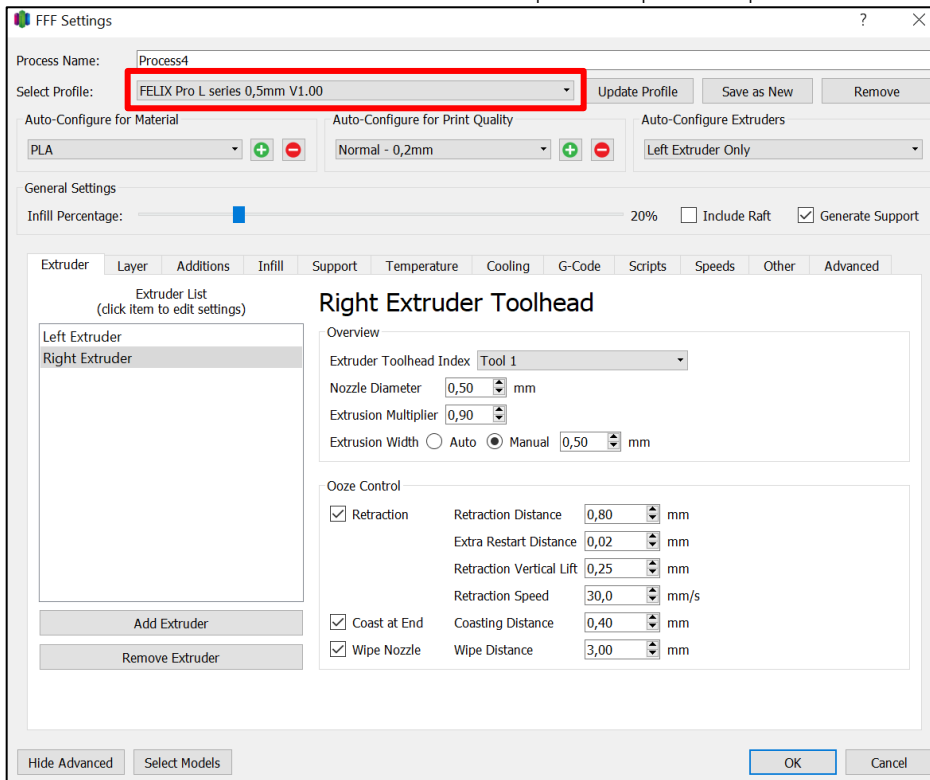 FFF Settings ?
Process Name: Process4
Select Profile: FELIX Pro L series 0,5mm V1.00 Update Profile Save as New Remove
Auto-Configure for Material Auto-Configure for Print Quality Auto-Configure Extruders
PLA Normal - 0,2mm Left Extruder Only
General Settings
Infill Percentage: 20% Include Raft Generate Support
Extruder Layer Additions Infill Support Temperature Cooling G-Code Scripts Speeds Other Advanced
Extruder List
(click item to edit settings)
Left Extruder
Right Extruder
Add Extruder
Remove Extruder
Right Extruder Toolhead
Overview
Extruder Toolhead Index Tool 1
Nozzle Diameter 0,50 mm
Extrusion Multiplier 0,90
Extrusion Width Auto Manual 0,50 mm
Ooze Control
Retraction Retraction Distance 0,80 mm
Extra Restart Distance 0,02 mm
Retraction Vertical Lift 0,25 mm
Retraction Speed 30,0 mm/s
Coast at End Coasting Distance 0,40 mm
Wipe Nozzle Wipe Distance 3,00 mm
Hide Advanced Select Models OK Cancel